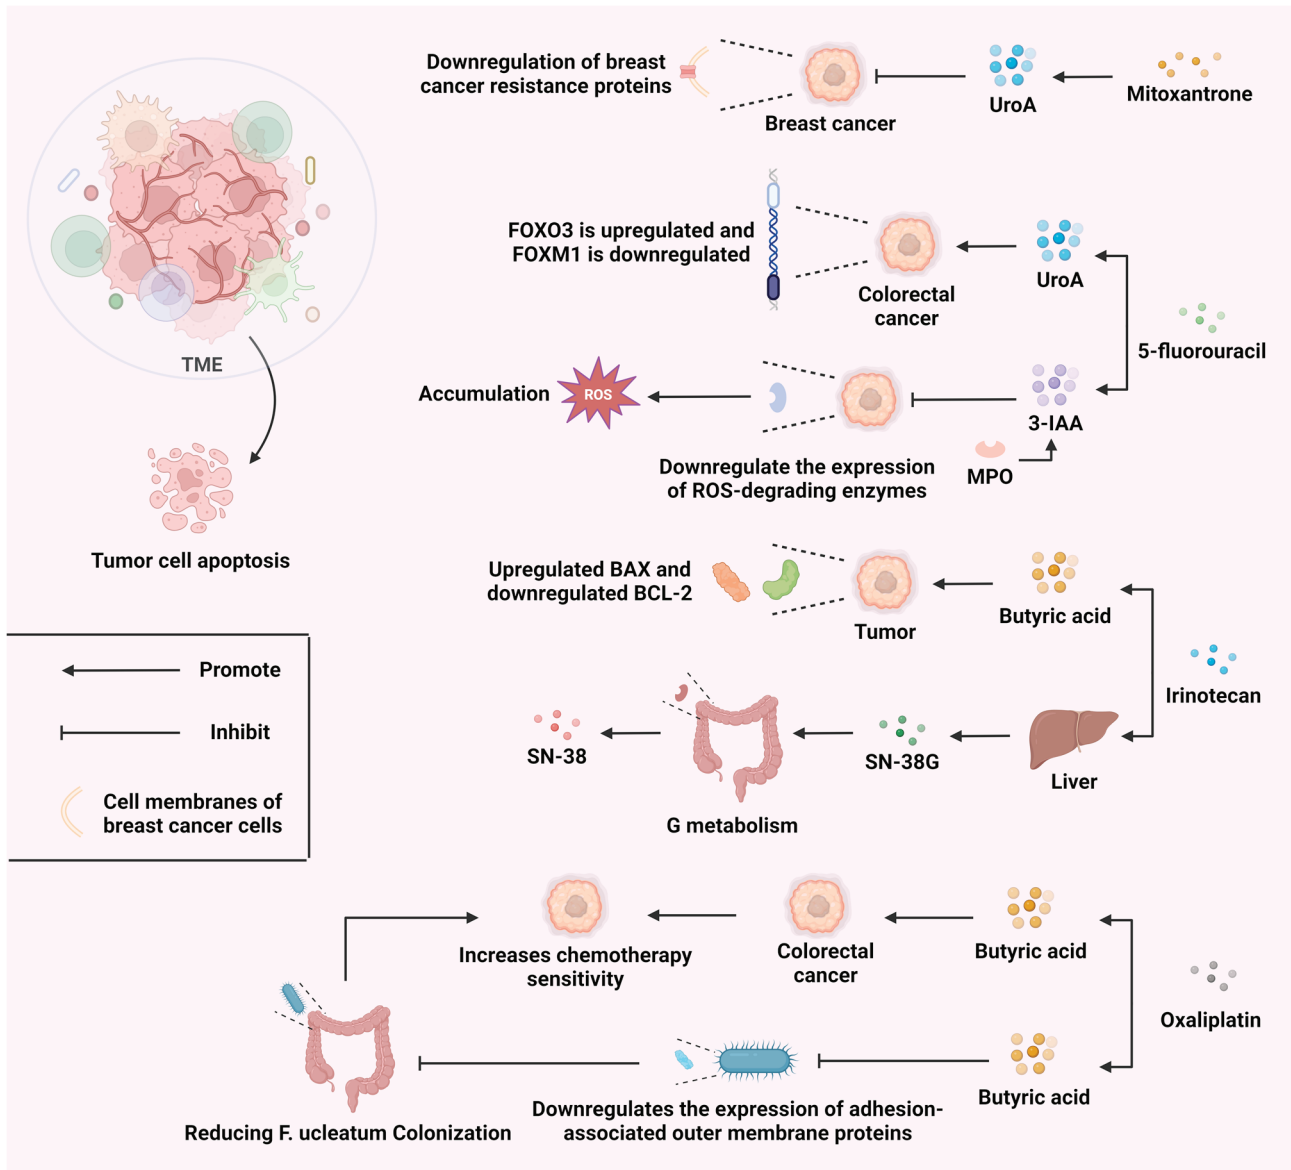 Downregulation of breast
cancer resistance proteins
Breast cancer
UroA
Mitoxantrone
TME
Tumor cell apoptosis
FOXO3 is upregulated and
FOXM1 is downregulated
Colorectal
cancer
UroA
5-fluorouracil
Accumulation
ROS
3-IAA
MPO
Downregulate the expression
of ROS-degrading enzymes
Upregulated BAX and
downregulated BCL-2
Tumor
Butyric acid
Irinotecan
SN-38
G metabolism
SN-38G
Liver
Promote
Inhibit
Cell membranes of
breast cancer cells
Increases chemotherapy
sensitivity
Colorectal
cancer
Butyric acid
Oxaliplatin
Reducing F. ucleatum Colonization
Downregulates the expression of adhesion-
associated outer membrane proteins
Butyric acid